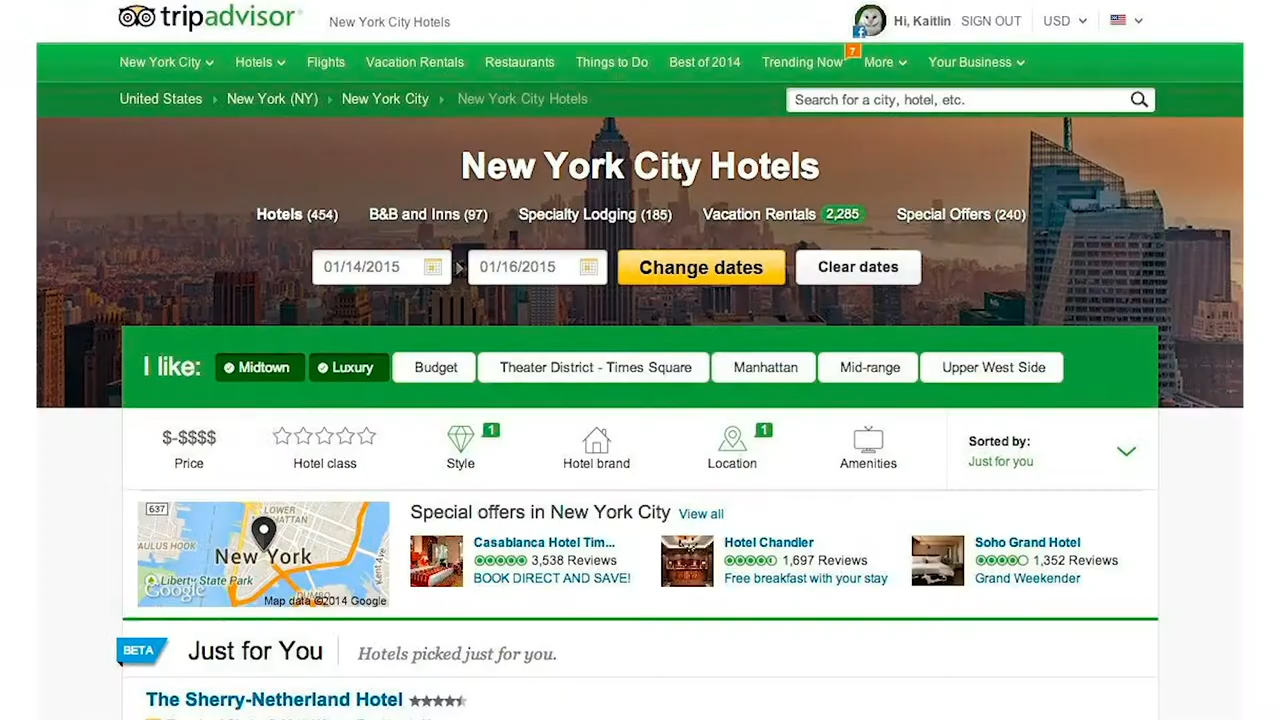 tripadvisor
New York City Hotels
Hi, Kaitlin SIGN OUT USD
7
New York City Hotels Flights Vacation Rentals Restaurants Things to Do Best of 2014 Trending Now More Your Business
United States New York (NY) New York City New York City Hotels
Search for a city, hotel, etc.
New York City Hotels
Hotels (454) B&B and Inns (97) Specialty Lodging (185) Vacation Rentals 2,285 Special Offers (240)
01/14/2015 01/16/2015 Change dates Clear dates
I like: Midtown Luxury Budget Theater District - Times Square Manhattan Mid-range Upper West Side
$-$$$$ 1 1
Price Hotel class Style Hotel brand Location Amenities
Sorted by:
Just for you
637
LOWER
MANHATTAN
PAULUS HOOK
New York
Kent Ave
Liberty State Park
Google
DUMBO
Map data ©2014 Google
Special offers in New York City View all
Casablanca Hotel Tim...
3,538 Reviews
BOOK DIRECT AND SAVE!
Hotel Chandler
1,697 Reviews
Free breakfast with your stay
Soho Grand Hotel
1,352 Reviews
Grand Weekender
BETA Just for You Hotels picked just for you.
The Sherry-Netherland Hotel